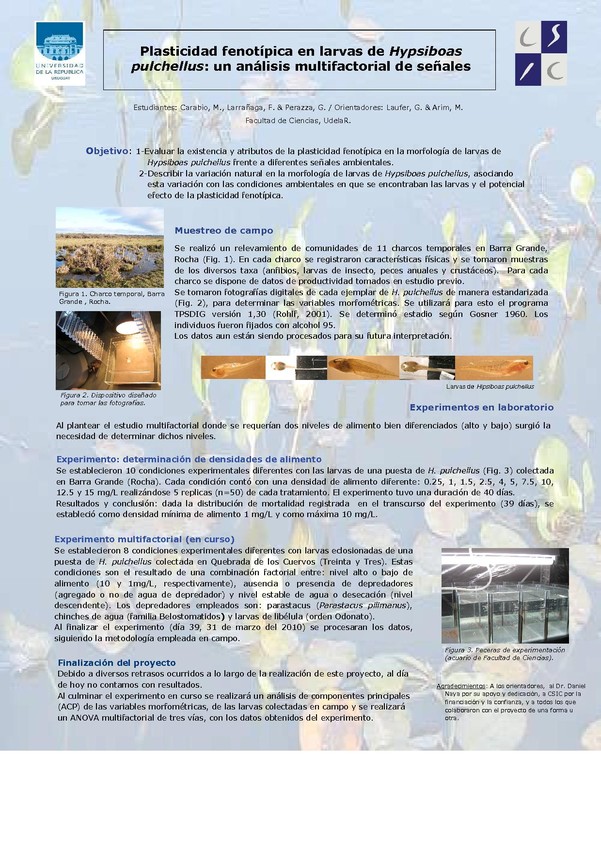 UNIVERSIDAD
DE LA REPUBLICA
URUGUAY
Plasticidad fenotípica en larvas de Hypsiboas
pulchellus: un análisis multifactorial de señales
C S
I C
Estudiantes: Carabio, M., Larrañaga, F. & Perazza, G. / Orientadores: Laufer, G. & Arim, M.
Facultad de Ciencias, UdelaR.
Objetivo: 1-Evaluar la existencia y atributos de la plasticidad fenotípica en la morfología de larvas de
Hypsiboas pulchellus frente a diferentes señales ambientales.
2-Describir la variación natural en la morfología de larvas de Hypsiboes pulchellus, asociando
esta variación con las condiciones ambientales en que se encontraban las larvas y el potencial
efecto de la plasticidad fenotípica.
Muestreo de campo
Se realizó un relevamiento de comunidades de 11 charcos temporales en Barra Grande,
Rocha (Fig. 1). En cada charco se registraron características físicas y se tomaron muestras
de los diversos taxa (anfibios, larvas de insecto, peces anuales y crustáceos). Para cada
charco se dispone de datos de productividad tomados en estudio previo.
Se tomaron fotografías digitales de cada ejemplar de H. pulchellus de manera estandarizada
(Fig. 2), para determinar las variables morfométricas. Se utilizará para esto el programa
TPSDIG versión 1,30 (Rohlf, 2001). Se determinó estadio según Gosner 1960. Los
individuos fueron fijados con alcohol 95.
Los datos aun están siendo procesados para su futura interpretación.
Figura 1. Charco temporal, Barra
Grande , Rocha.
Figura 2. Dispositivo diseñado
para tomar las fotografías.
Larvas de Hipsiboas pulchellus
Experimentos en laboratorio
Al plantear el estudio multifactorial donde se requerían dos niveles de alimento bien diferenciados (alto y bajo) surgió la
necesidad de determinar dichos niveles.
Experimento: determinación de densidades de alimento
Se establecieron 10 condiciones experimentales diferentes con las larvas de una puesta de H. pulchellus (Fig. 3) colectada
en Barra Grande (Rocha). Cada condición contó con una densidad de alimento diferente: 0.25, 1, 1.5, 2.5, 4, 5, 7.5, 10,
12.5 y 15 mg/L realizándose 5 replicas (n=50) de cada tratamiento. El experimento tuvo una duración de 40 días.
Resultados y conclusión: dada la distribución de mortalidad registrada en el transcurso del experimento (39 días), se
estableció como densidad mínima de alimento 1 mg/L y como máxima 10 mg/L.
Experimento multifactorial (en curso)
Se establecieron 8 condiciones experimentales diferentes con larvas eclosionadas de una
puesta de H. pulchellus colectada en Quebrada de los Cuervos (Treinta y Tres). Estas
condiciones son el resultado de una combinación factorial entre: nivel alto o bajo de
alimento (10 y 1mg/L, respectivamente), ausencia o presencia de depredadores
(agregado o no de agua de depredador) y nivel estable de agua o desecación (nivel
descendente). Los depredadores empleados son: parastacus (Parastacus pilimanus),
chinches de agua (familia Belostomatidos) y larvas de libélula (orden Odonato).
Al finalizar el experimento (día 39, 31 de marzo del 2010) se procesaran los datos,
siguiendo la metodología empleada en campo.
Figura 3. Peceras de experimentación
(acuario de Facultad de Ciencias).
Finalización del proyecto
Debido a diversos retrasos ocurridos a lo largo de la realización de este proyecto, al día
de hoy no contamos con resultados.
Al culminar el experimento en curso se realizará un análisis de componentes principales
(ACP) de las variables morfométricas, de las larvas colectadas en campo y se realizará
un ANOVA multifactorial de tres vías, con los datos obtenidos del experimento.
Agradecimientos: A los orientadores, al Dr. Daniel
Naya por su apoyo y dedicación, a CSIC por la
financiación y la confianza, y a todos los que
colaboraron con el proyecto de una forma u
otra.